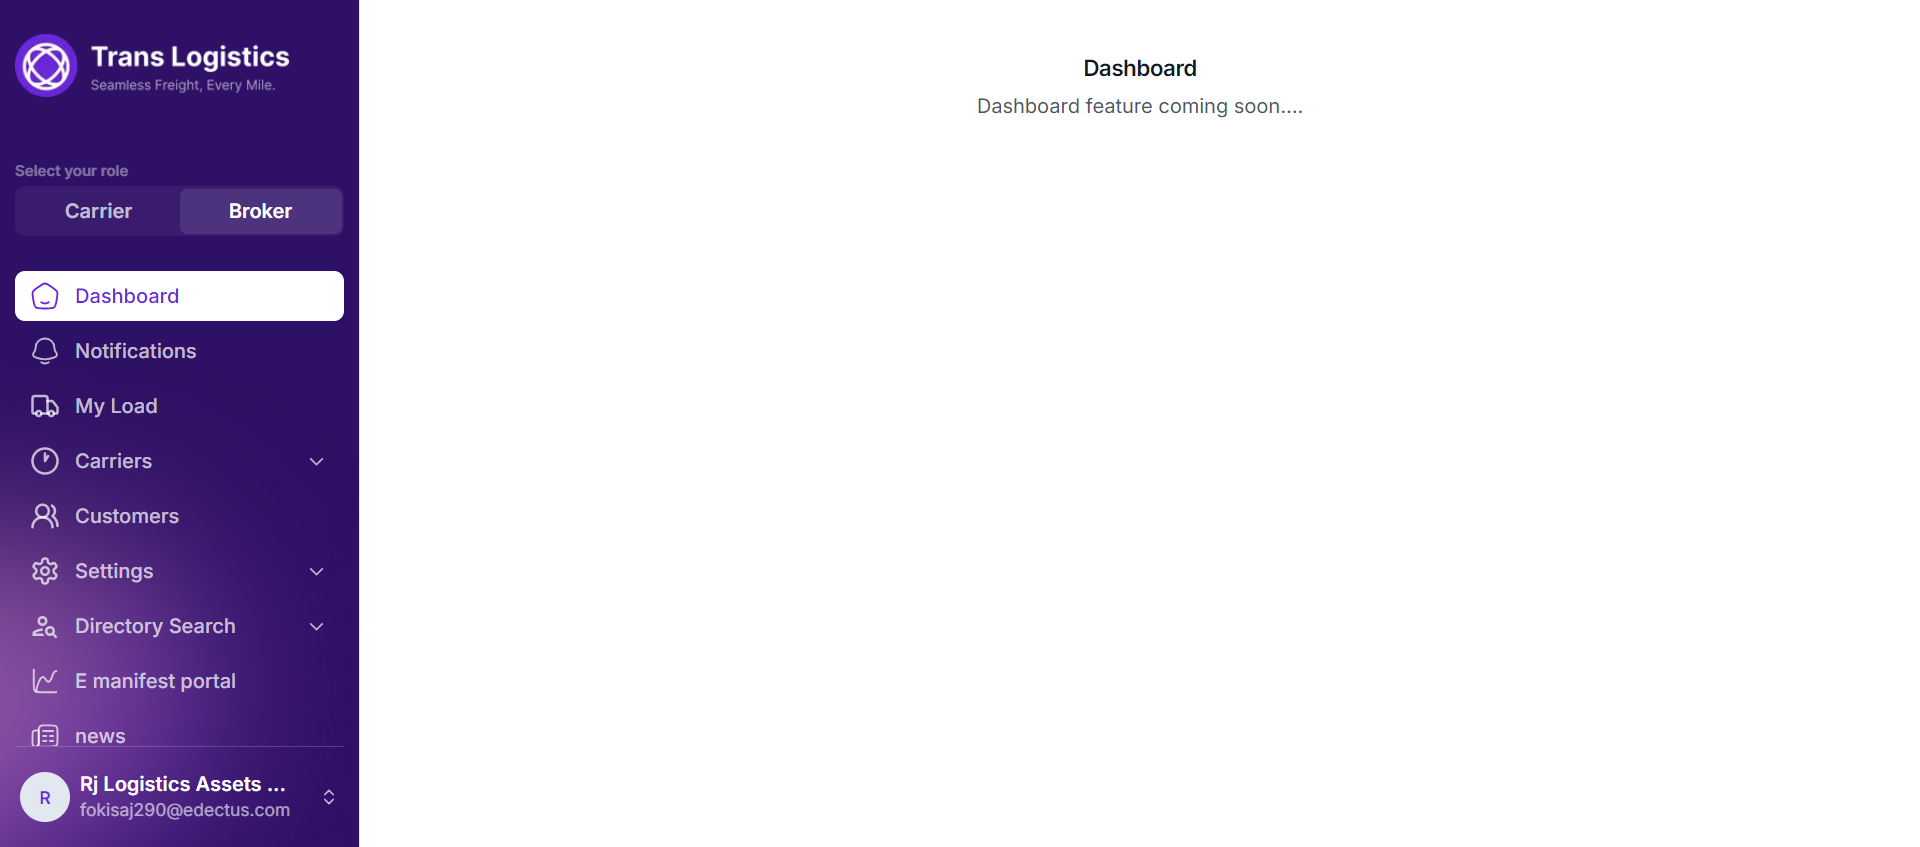 Trans Logistics
Seamless Freight, Every Mile.
Select your role
Carrier
Broker
Dashboard
Notifications
My Load
Carriers
Customers
Settings
Directory Search
E manifest portal
news
R
Rj Logistics Assets ...
fokisaj290@edectus.com
Dashboard
Dashboard feature coming soon....